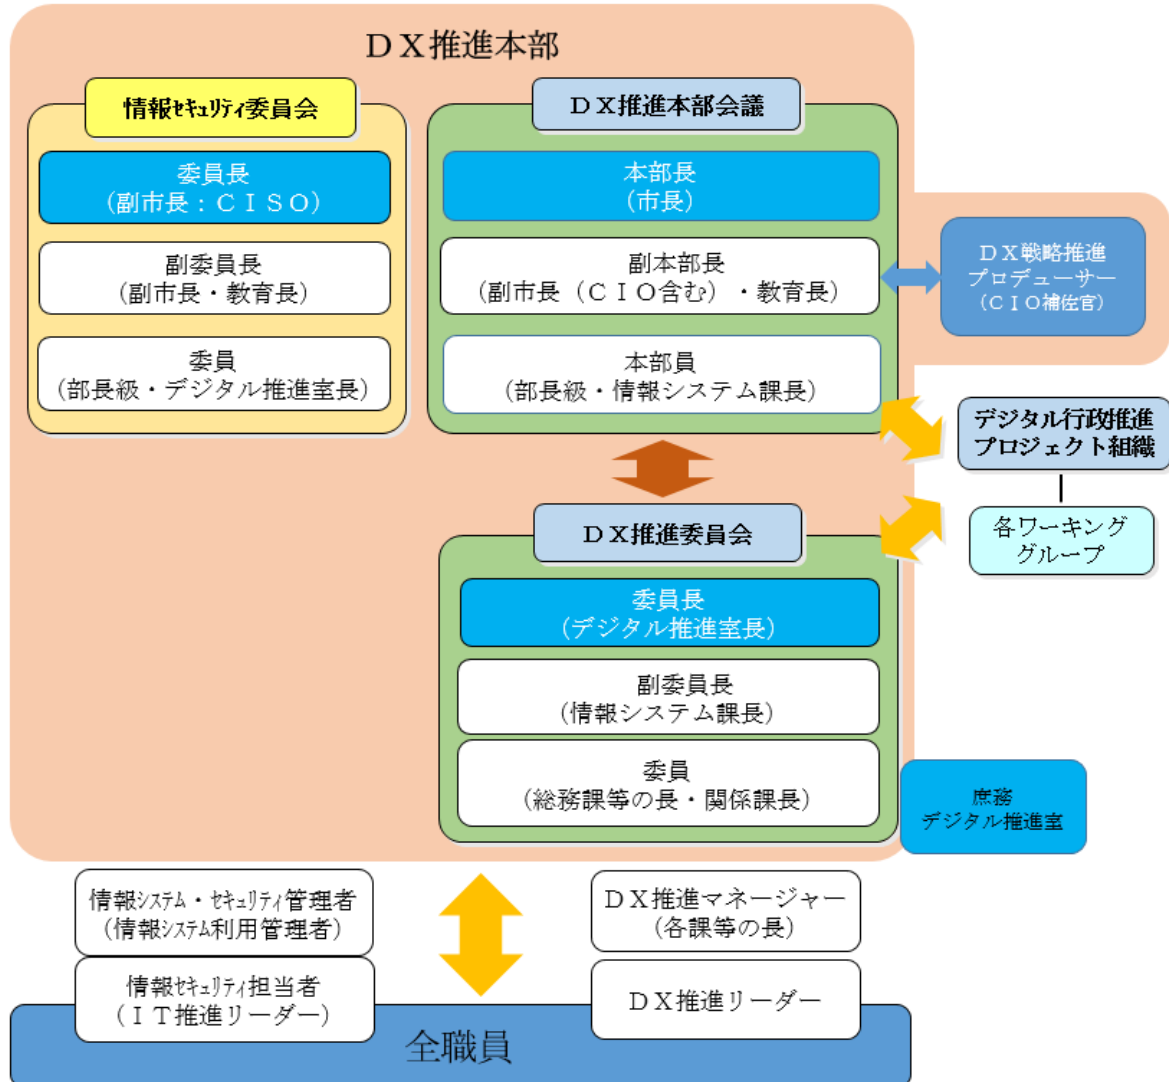 ＤＸ推進本部
情報ｾｷｭﾘﾃｨ委員会
委員長
(副市長：ＣＩＳＯ)
副委員長
(副市長・教育長)
委員
(部長級・デジタル推進室長)
ＤＸ推進本部会議
本部長
(市長)
副本部長
(副市長（ＣＩＯ含む）・教育長)
本部員
(部長級・情報システム課長)
ＤＸ戦略推進
プロデューサー
(ＣＩＯ補佐官)
デジタル行政推進
プロジェクト組織
各ワーキング
グループ
ＤＸ推進委員会
委員長
(デジタル推進室長)
副委員長
(情報システム課長)
委員
(総務課等の長・関係課長)
庶務
デジタル推進室
情報ｼｽﾃﾑ・ｾｷｭﾘﾃｨ管理者
(情報ｼｽﾃﾑ利用管理者)
情報ｾｷｭﾘﾃｨ担当者
(ＩＴ推進リーダー)
ＤＸ推進マネージャー
(各課等の長)
ＤＸ推進リーダー
全職員